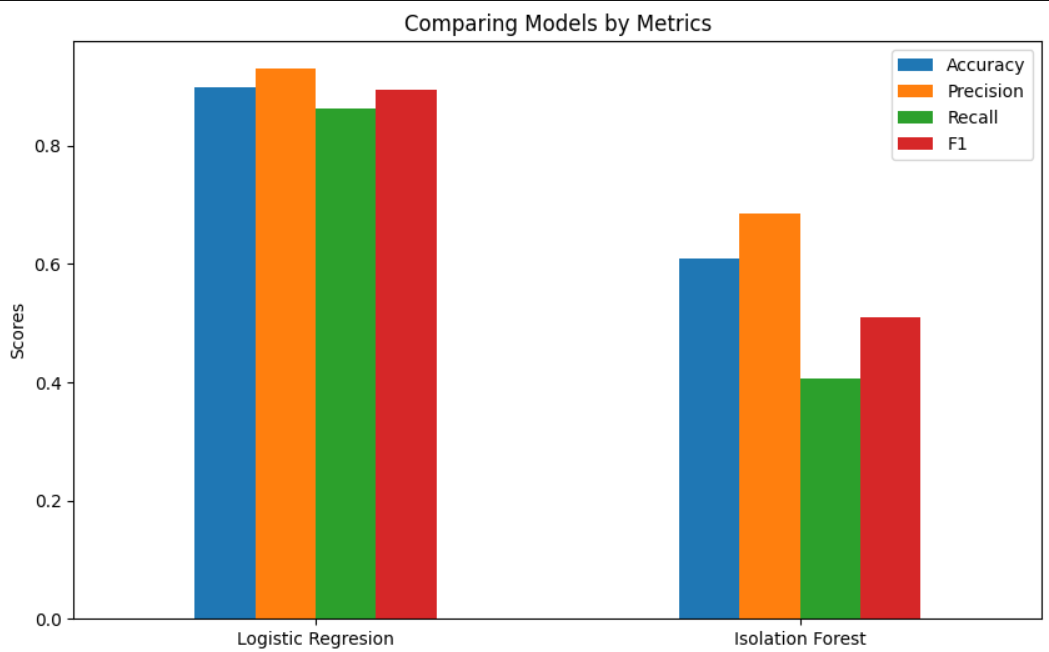 Comparing Models by Metrics
Accuracy
Precision
Recall
F1
Scores
0.8
0.6
0.4
0.2
0.0
Logistic Regresion
Isolation Forest